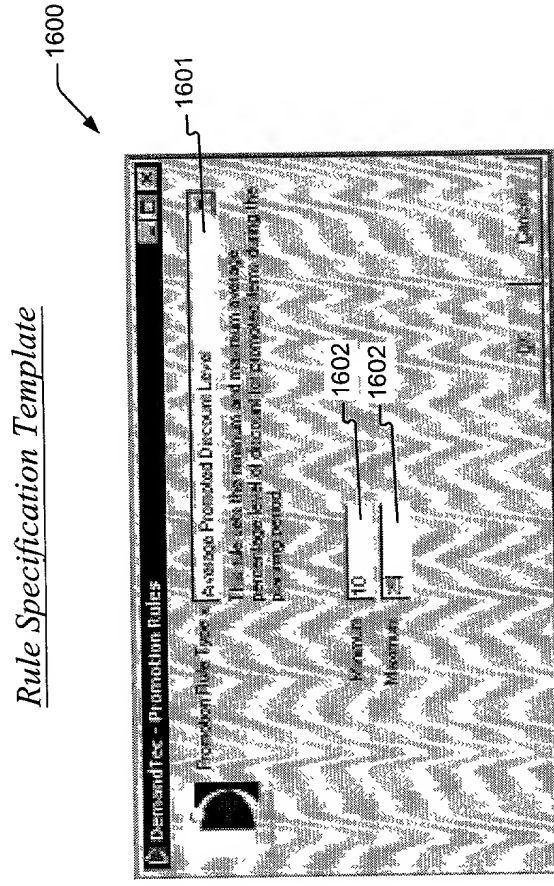 Rule Specification Template
1600
DemandTec - Promotion Rules
Promotion Rule Type
Average Promoted Discount Level
1601
This rule sets the minimum and maximum average
percentage level of discount for promoted items during the
planning period.
Minimum
10
1602
Maximum
1602
OK
Cancel